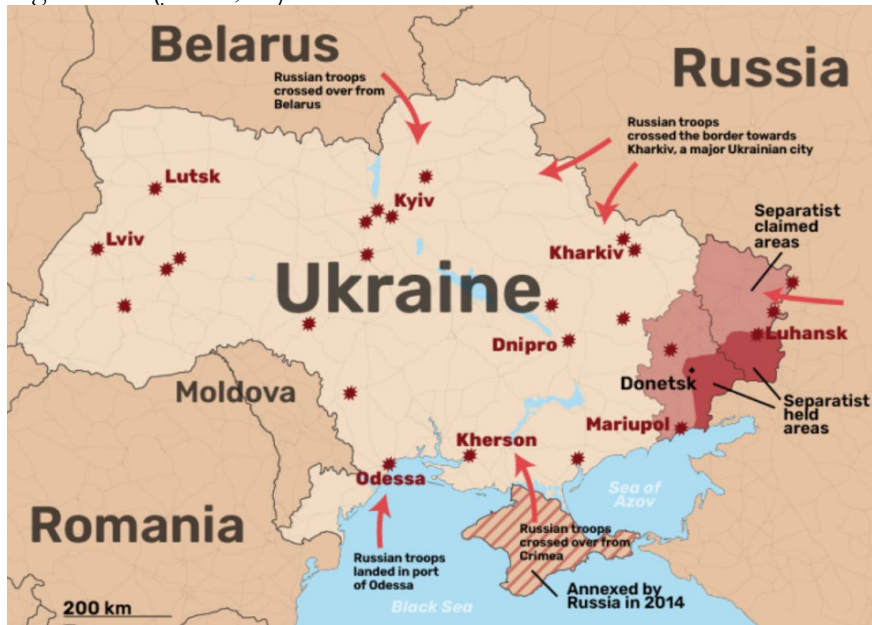 Belarus
Russia
Russian troops
crossed over from
Belarus
Russian troops
crossed the border towards
Kharkiv, a major Ukrainian city
Lutsk
Kyiv
Separatist
claimed
areas
Lviv
Kharkiv
Ukraine
Luhansk
Dnipro
Donetsk
Moldova
Separatist
held
areas
Mariupol
Kherson
Odessa
Sea of
Azov
Romania
Russian troops
crossed over from
Crimea
Russian troops
landed in port
of Odessa
Annexed by
Russia in 2014
Black Sea
200 km